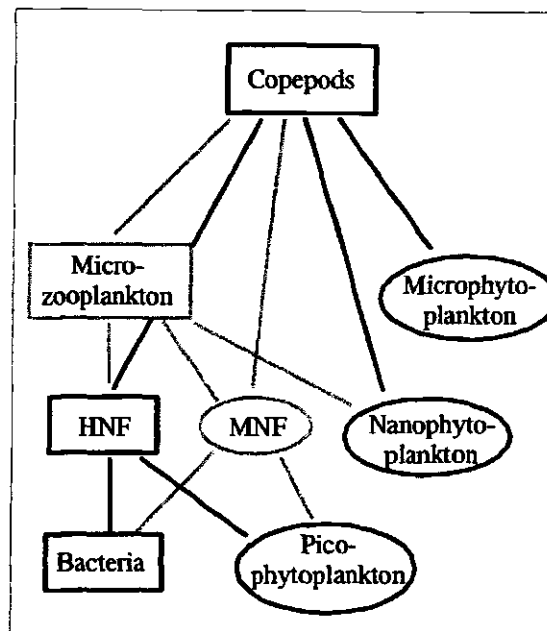 Copepods
Micro-
zooplankton
Microphyto-
plankton
HNF
MNF
Nanophyto-
plankton
Bacteria
Pico-
phytoplankton